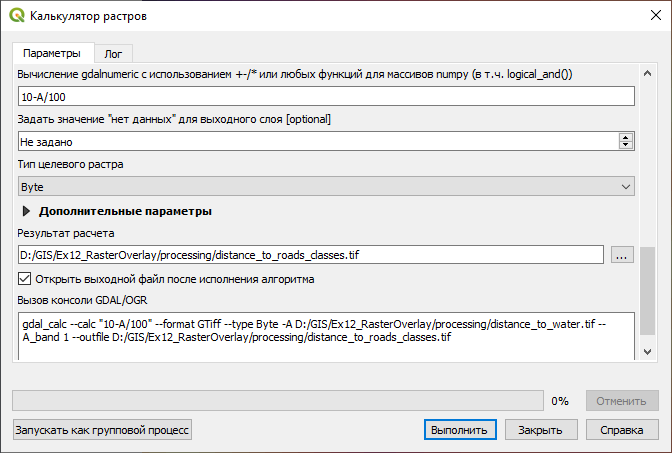 Калькулятор растров
Параметры
Лог
Вычисление gdalnumeric с использованием +-/* или любых функций для массивов numpy (в т.ч. logical_and())
10-A/100
Задать значение "нет данных" для выходного слоя [optional]
Не задано
Тип целевого растра
Byte
Дополнительные параметры
Результат расчета
D:/GIS/Ex12_RasterOverlay/processing/distance_to_roads_classes.tif
...
Открыть выходной файл после исполнения алгоритма
Вызов консоли GDAL/OGR
gdal_calc --calc "10-A/100" --format GTiff --type Byte -A D:/GIS/Ex12_RasterOverlay/processing/distance_to_water.tif --
A_band 1 --outfile D:/GIS/Ex12_RasterOverlay/processing/distance_to_roads_classes.tif
0%
Отменить
Запускать как групповой процесс
Выполнить
Закрыть
Справка